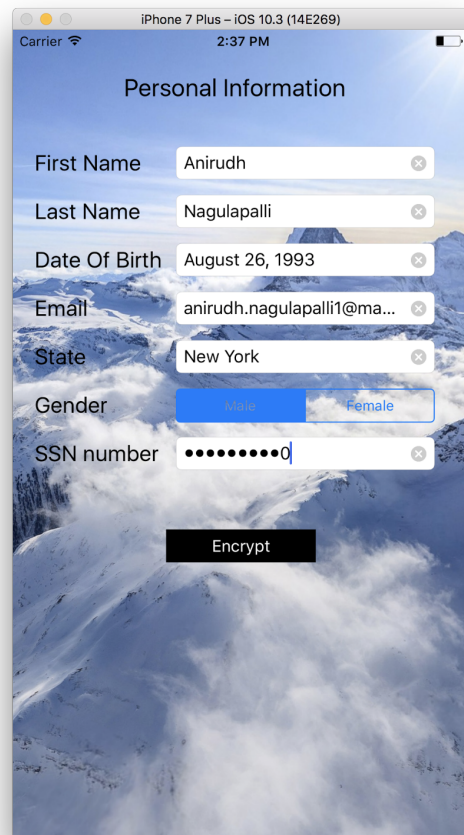 iPhone 7 Plus – iOS 10.3 (14E269)
Carrier 2:37 PM
Personal Information
First Name Anirudh
Last Name Nagulapalli
Date Of Birth August 26, 1993
Email anirudh.nagulapalli1@ma...
State New York
Gender Male Female
SSN number ●●●●●●●●●0
Encrypt